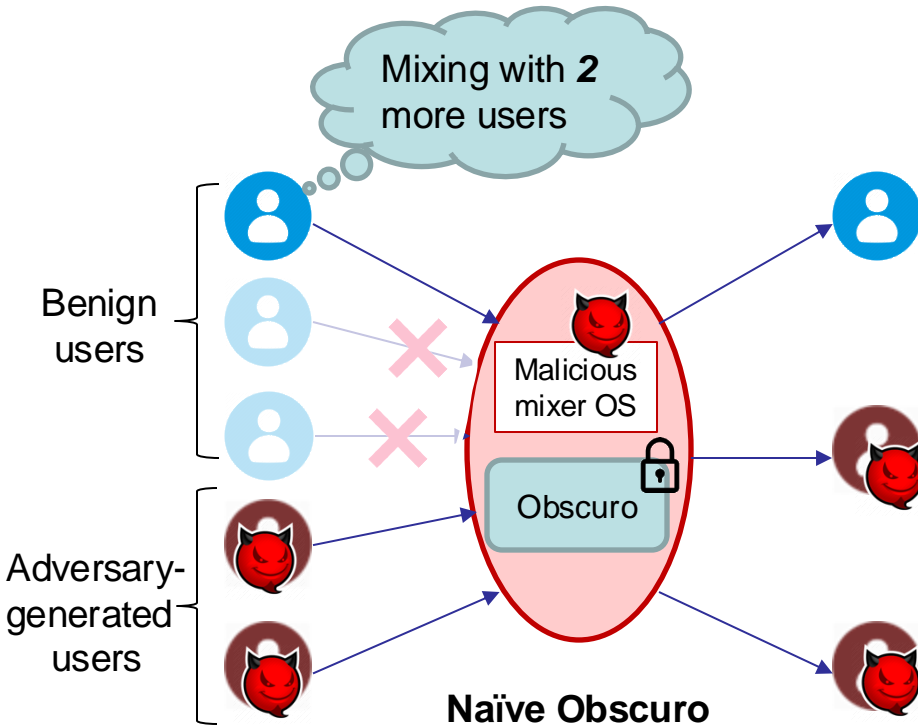 Mixing with 2
more users
Benign
users
Malicious
mixer OS
Obscuro
Adversary-
generated
users
Naïve Obscuro